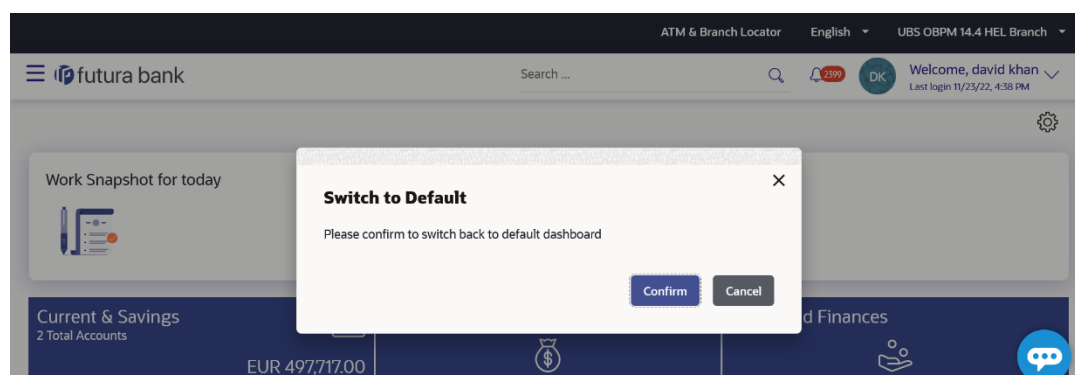 ATM & Branch Locator English UBS OBPM 14.4 HEL Branch
futura bank Search ... 2399 DK Welcome, david khan
Last login 11/23/22, 4:38 PM
Work Snapshot for today
Switch to Default
Please confirm to switch back to default dashboard
Confirm Cancel
Current & Savings d Finances
2 Total Accounts
EUR 497,717.00